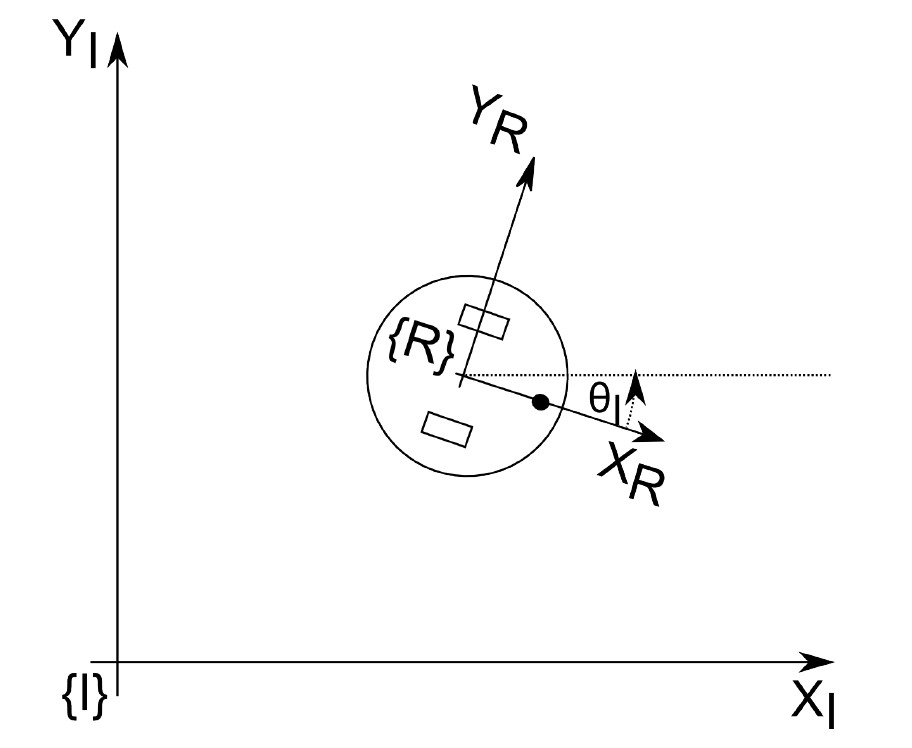 Y_I
Y_R
{R}
θ_I
X_R
{I}
X_I